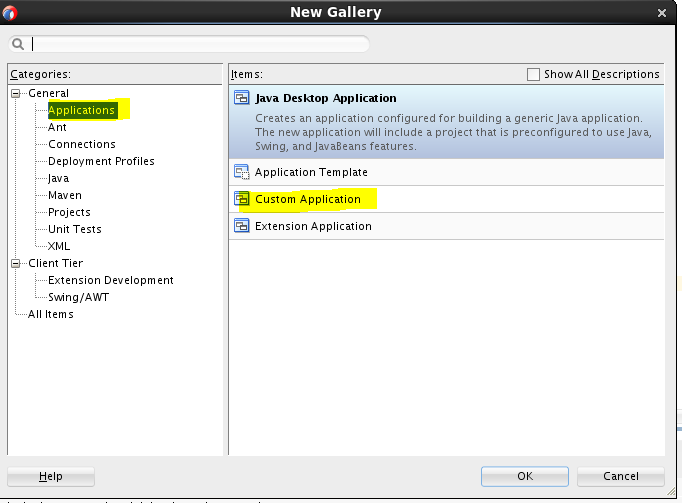 New Gallery
Categories:
General
Applications
Ant
Connections
Deployment Profiles
Java
Maven
Projects
Unit Tests
XML
Client Tier
Extension Development
Swing/AWT
All Items
Items:
Show All Descriptions
Java Desktop Application
Creates an application configured for building a generic Java application.
The new application will include a project that is preconfigured to use Java,
Swing, and JavaBeans features.
Application Template
Custom Application
Extension Application
Help
OK
Cancel